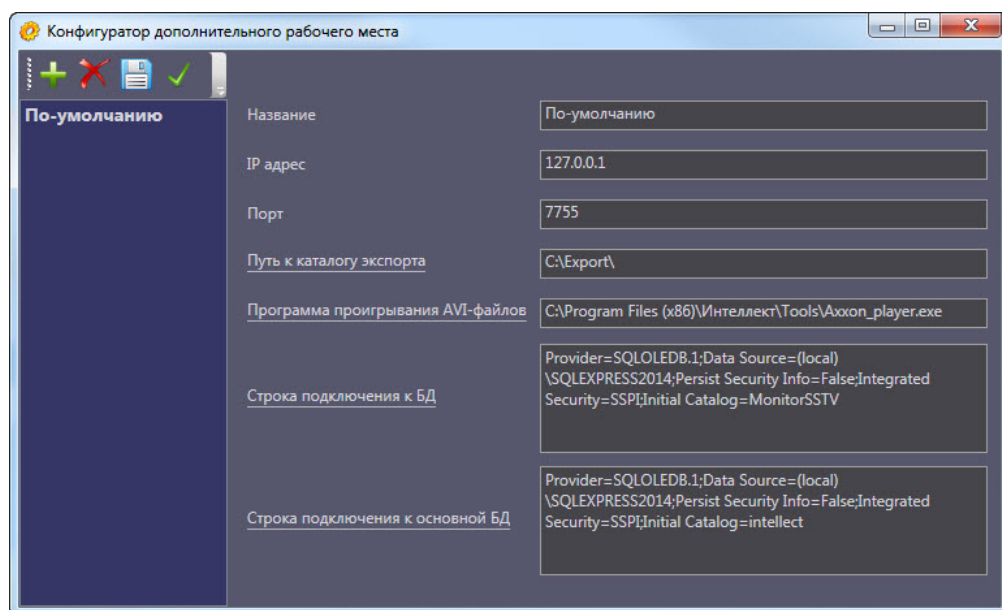 Конфигуратор дополнительного рабочего места
По-умолчанию
Название
По-умолчанию
IP адрес
127.0.0.1
Порт
7755
Путь к каталогу экспорта
C:\Export\
Программа проигрывания AVI-файлов
C:\Program Files (x86)\Интеллект\Tools\Axxon_player.exe
Строка подключения к БД
Provider=SQLOLEDB.1;Data Source=(local)
\SQLEXPRESS2014;Persist Security Info=False;Integrated
Security=SSPI;Initial Catalog=MonitorSSTV
Строка подключения к основной БД
Provider=SQLOLEDB.1;Data Source=(local)
\SQLEXPRESS2014;Persist Security Info=False;Integrated
Security=SSPI;Initial Catalog=intellect